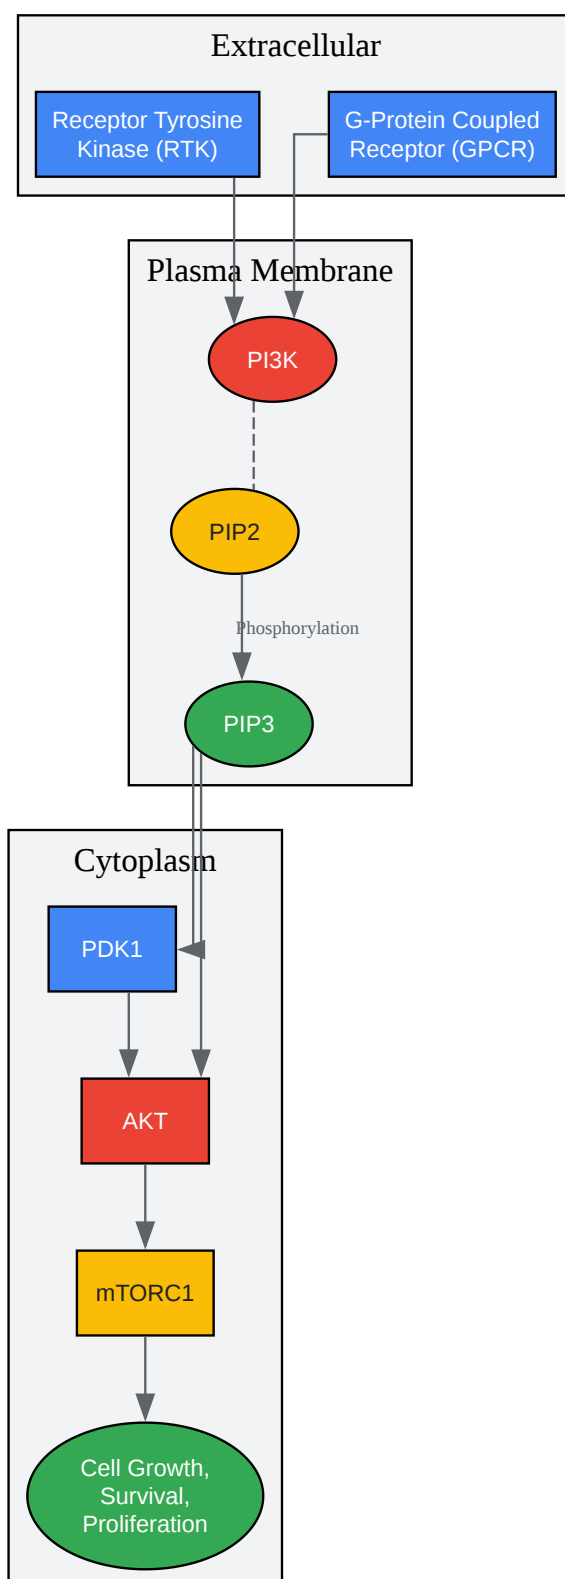 Extracellular
Receptor Tyrosine
Kinase (RTK)
G-Protein Coupled
Receptor (GPCR)
Plasma Membrane
PI3K
PIP2
Phosphorylation
PIP3
Cytoplasm
PDK1
AKT
mTORC1
Cell Growth,
Survival,
Proliferation